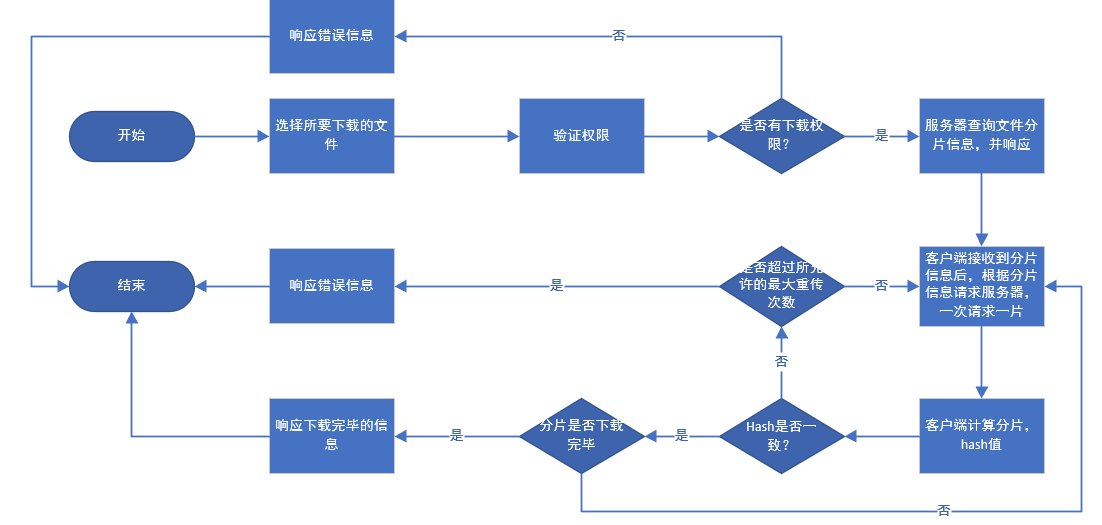 响应错误信息
否
开始
选择所要下载的文
件
验证权限
是否有下载权
限？
是
服务器查询文件分
片信息，并响应
结束
响应错误信息
是
是否超过所允
许的最大重传
次数
否
客户端接收到分片
信息后，根据分片
信息请求服务器，
一次请求一片
否
响应下载完毕的信
息
是
分片是否下载
完毕
是
Hash是否一
致？
客户端计算分片，
hash值
否